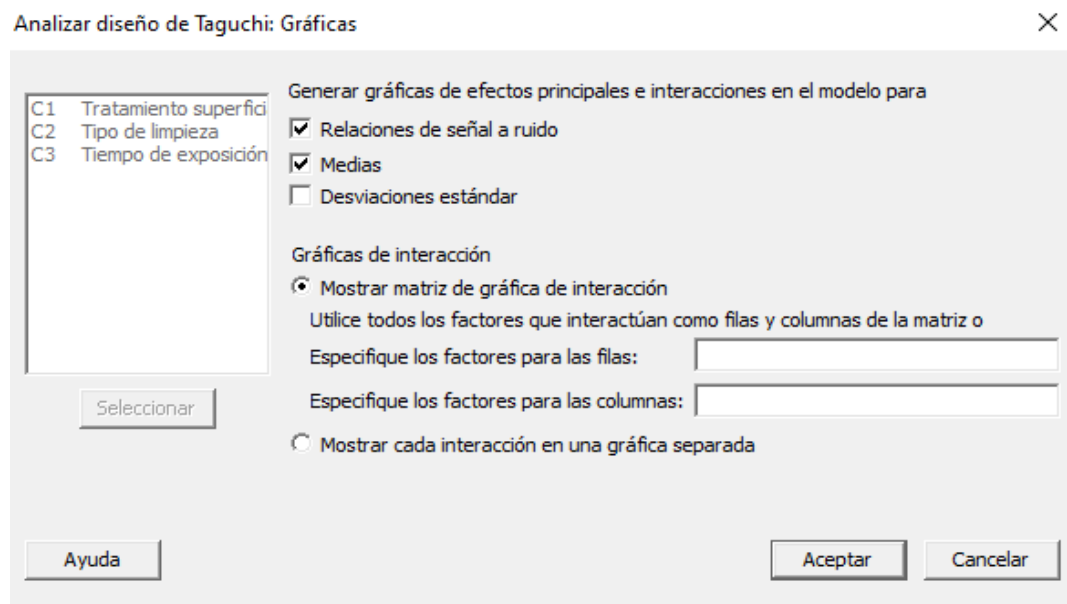 Analizar diseño de Taguchi: Gráficas
C1 Tratamiento superfici
C2 Tipo de limpieza
C3 Tiempo de exposición
Seleccionar
Generar gráficas de efectos principales e interacciones en el modelo para
Relaciones de señal a ruido
Medias
Desviaciones estándar
Gráficas de interacción
Mostrar matriz de gráfica de interacción
Utilice todos los factores que interactúan como filas y columnas de la matriz o
Especifique los factores para las filas:
Especifique los factores para las columnas:
Mostrar cada interacción en una gráfica separada
Ayuda
Aceptar
Cancelar